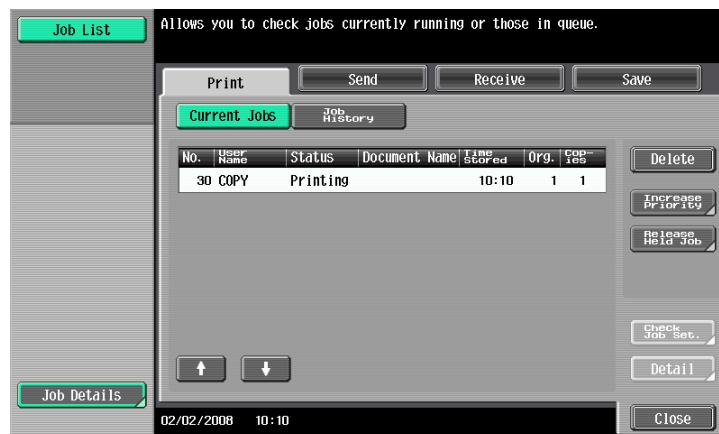 Job List
Allows you to check jobs currently running or those in queue.
Print Send Receive Save
Current Jobs Job History
No. User Name Status Document Name Time Stored Org. Cop-ies
30 COPY Printing 10:10 1 1
Delete
Increase Priority
Release Held Job
Check Job Set.
Detail
Job Details
02/02/2008 10:10
Close